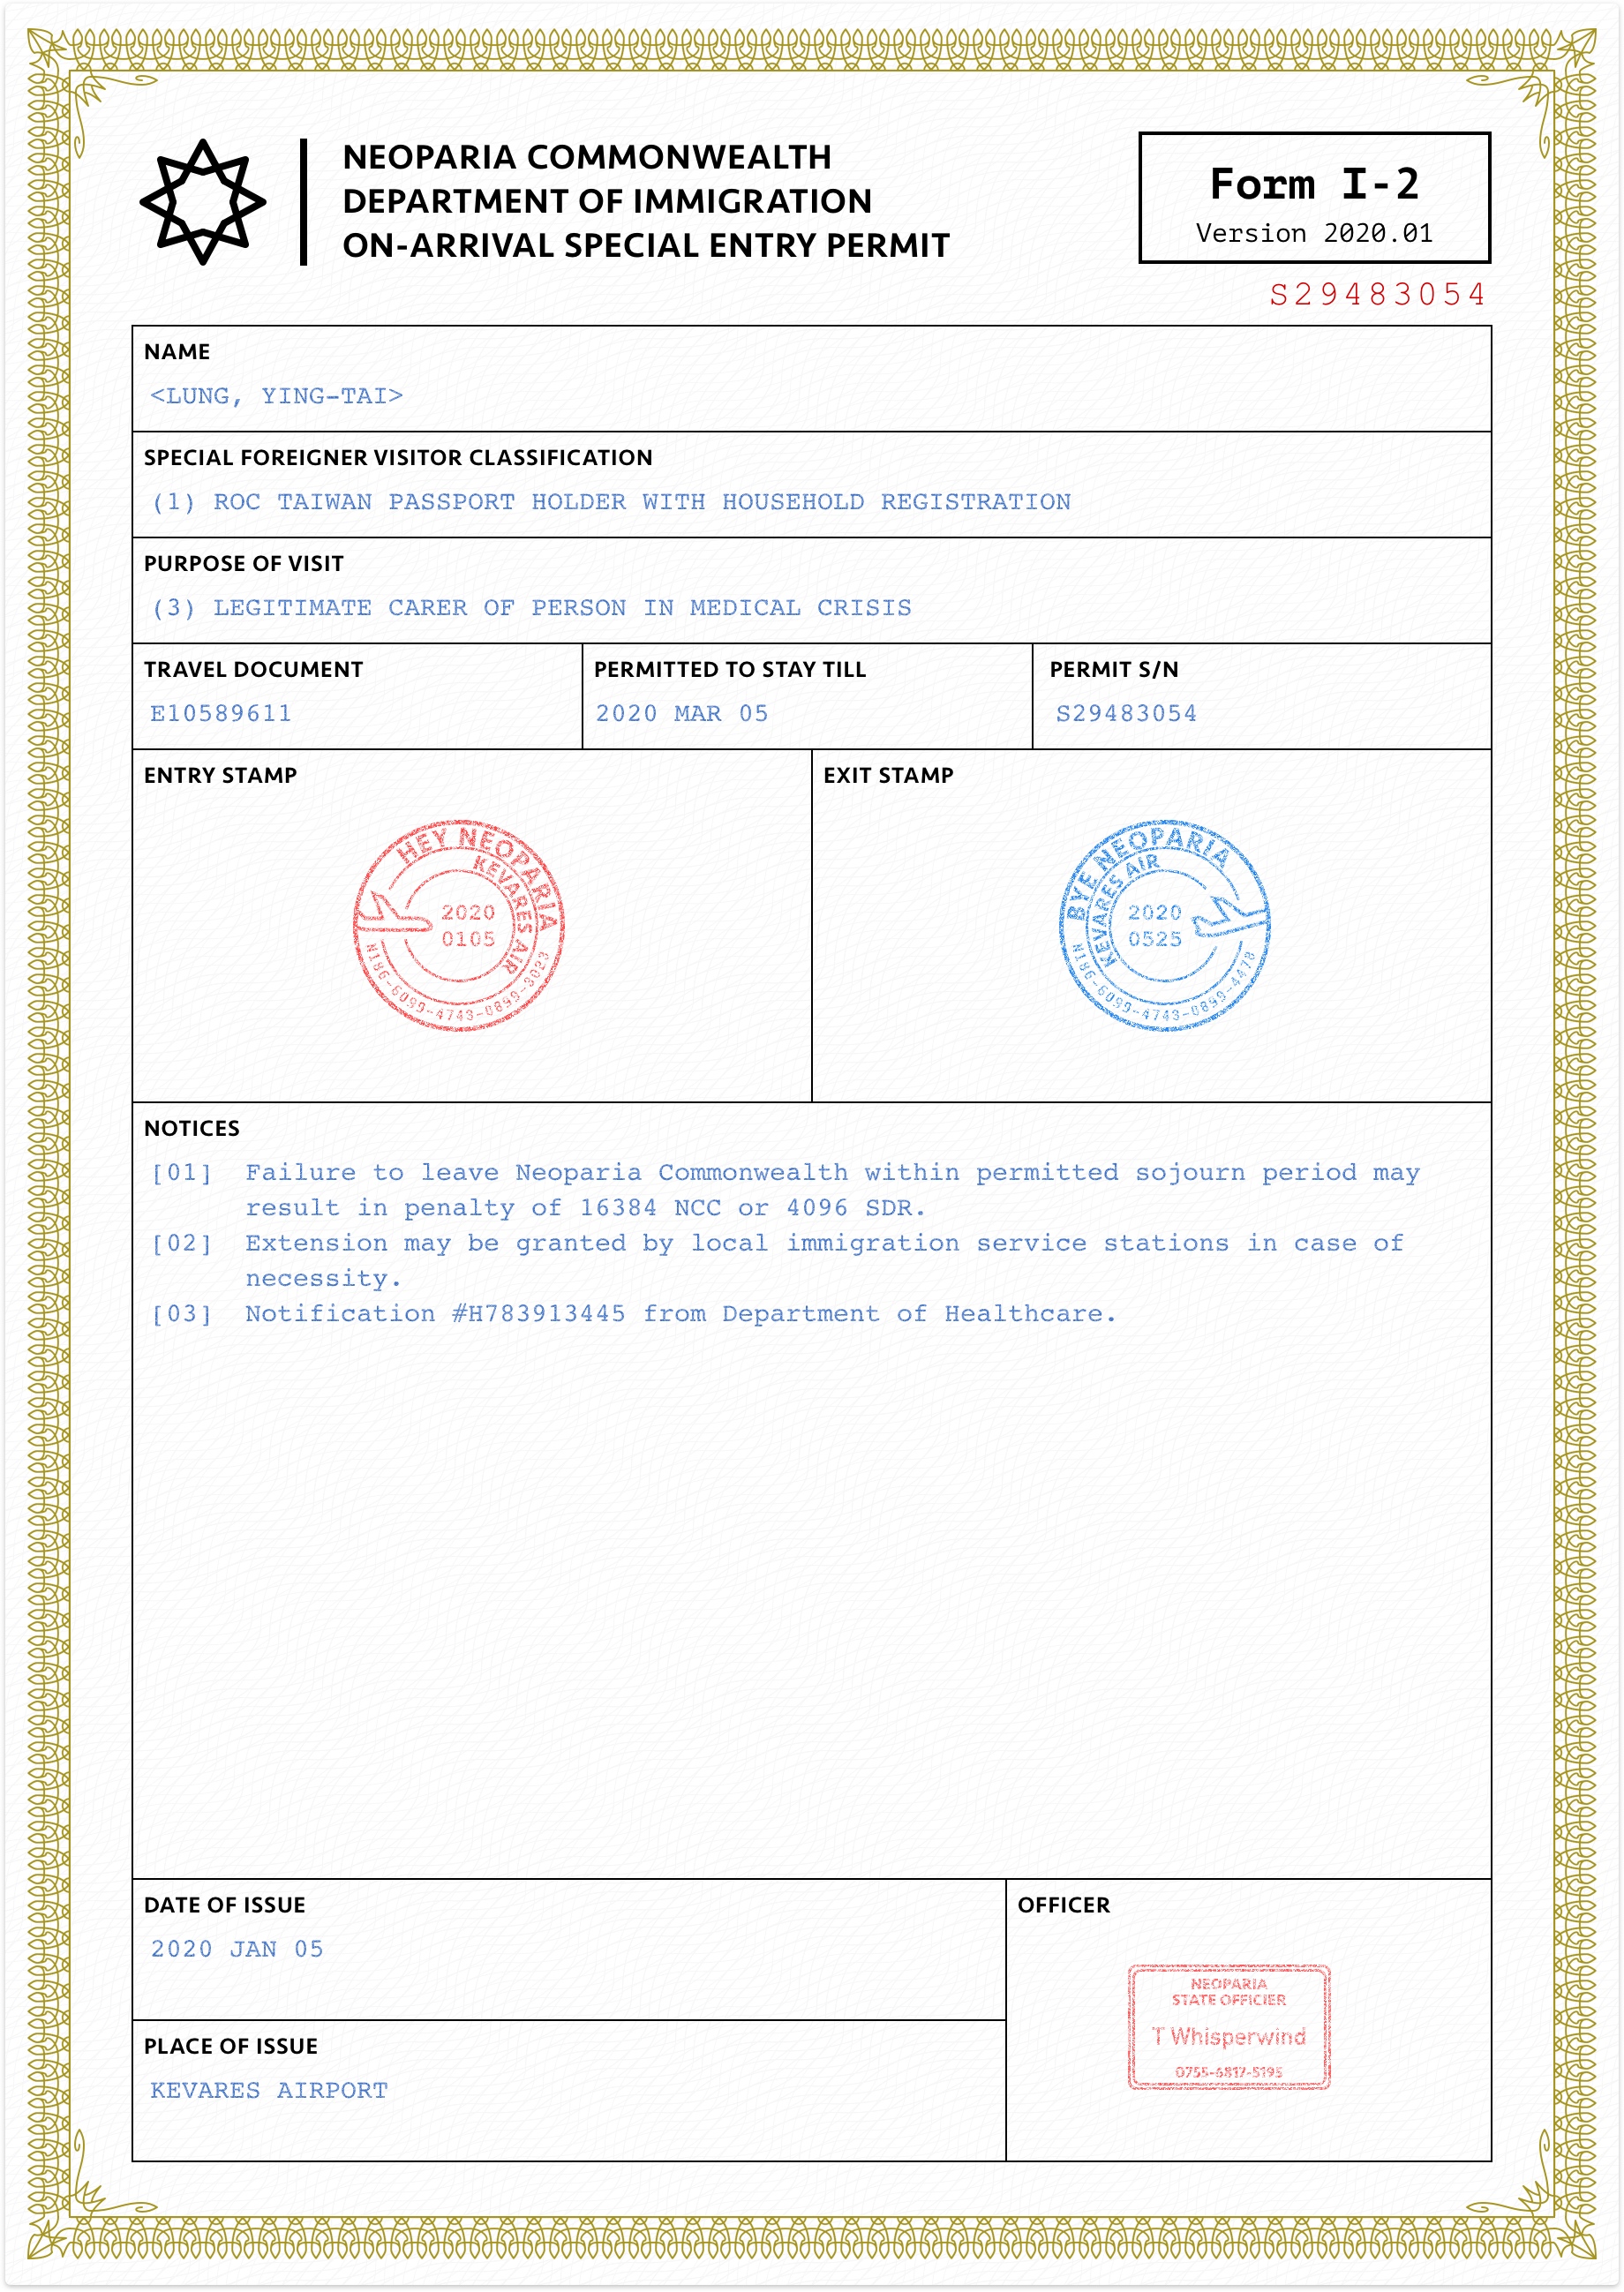 NEOPARIA COMMONWEALTH
DEPARTMENT OF IMMIGRATION
ON-ARRIVAL SPECIAL ENTRY PERMIT
Form I-2
Version 2020.01
S29483054
NAME
<LUNG, YING-TAI>
SPECIAL FOREIGNER VISITOR CLASSIFICATION
(1) ROC TAIWAN PASSPORT HOLDER WITH HOUSEHOLD REGISTRATION
PURPOSE OF VISIT
(3) LEGITIMATE CARER OF PERSON IN MEDICAL CRISIS
TRAVEL DOCUMENT
E10589611
PERMITTED TO STAY TILL
2020 MAR 05
PERMIT S/N
S29483054
ENTRY STAMP
HEY NEOPARIA
KEVARES AIR
2020
0105
N186-6099-4743-0899-3023
EXIT STAMP
BYE NEOPARIA
KEVARES AIR
2020
0525
N186-6099-4743-0899-4478
NOTICES
[01] Failure to leave Neoparia Commonwealth within permitted sojourn period may
result in penalty of 16384 NCC or 4096 SDR.
[02] Extension may be granted by local immigration service stations in case of
necessity.
[03] Notification #H783913445 from Department of Healthcare.
DATE OF ISSUE
2020 JAN 05
PLACE OF ISSUE
KEVARES AIRPORT
OFFICER
NEOPARIA
STATE OFFICIER
T Whisperwind
0755-6817-5195